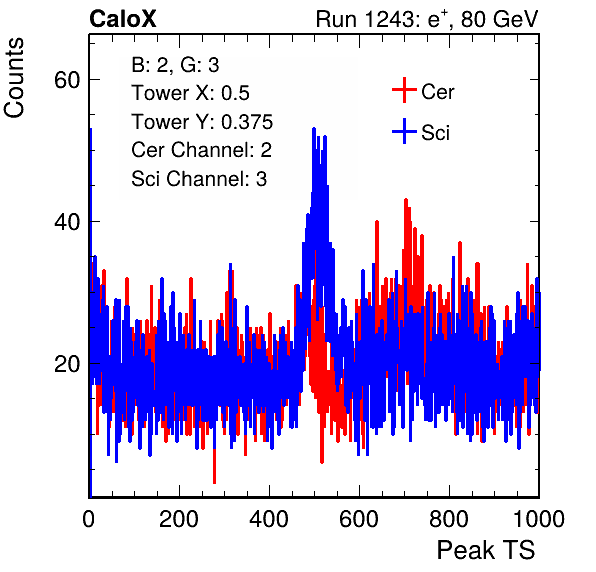 CaloX Run 1243: e+, 80 GeV
Counts
B: 2, G: 3
Tower X: 0.5
Tower Y: 0.375
Cer Channel: 2
Sci Channel: 3
Cer
Sci
60
40
20
0 200 400 600 800 1000
Peak TS